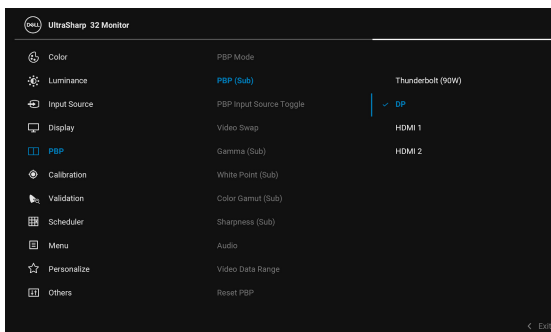 DELL UltraSharp 32 Monitor
Color PBP Mode
Luminance PBP (Sub) Thunderbolt (90W)
Input Source PBP Input Source Toggle DP
Display Video Swap HDMI 1
PBP Gamma (Sub) HDMI 2
Calibration White Point (Sub)
Validation Color Gamut (Sub)
Scheduler Sharpness (Sub)
Menu Audio
Personalize Video Data Range
Others Reset PBP
Exit